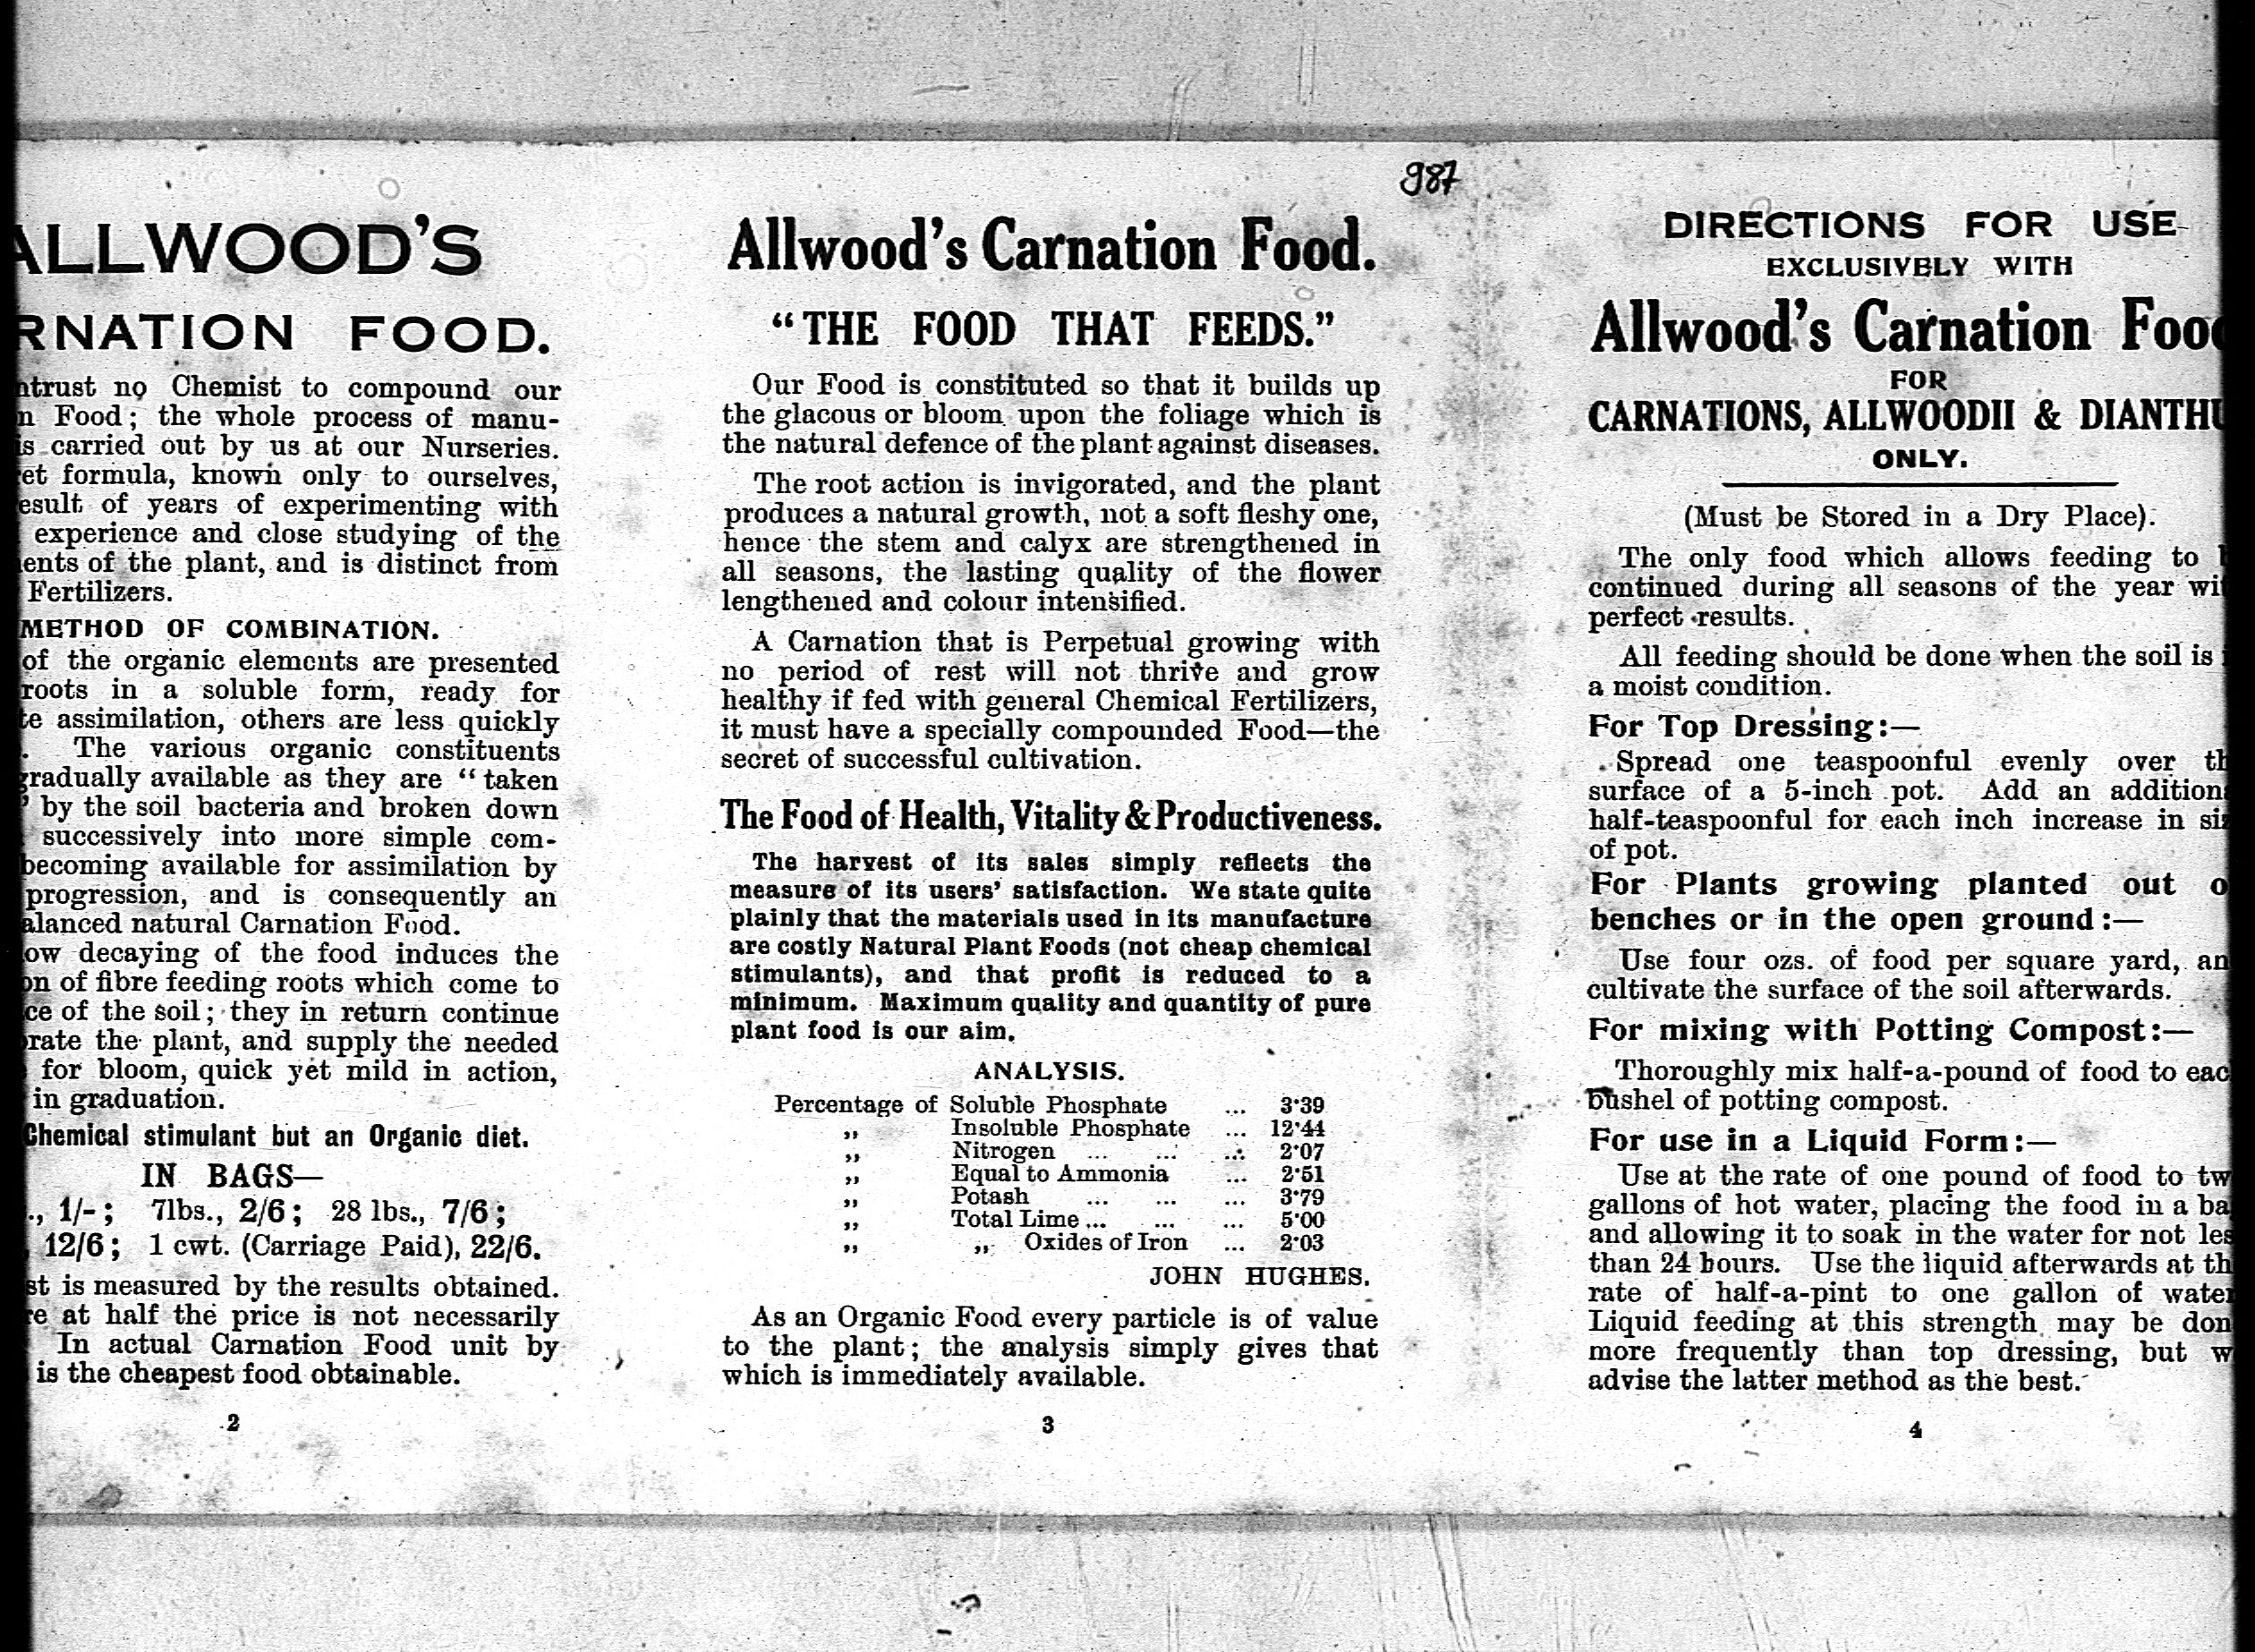 ALLWOOD'S
RNATION FOOD.
ntrust no Chemist to compound our
n Food; the whole process of manu-
is carried out by us at our Nurseries.
et formula, known only to ourselves,
esult of years of experimenting with
experience and close studying of the
ents of the plant, and is distinct from
Fertilizers.
METHOD OF COMBINATION.
of the organic elements are presented
roots in a soluble form, ready for
te assimilation, others are less quickly
. The various organic constituents
gradually available as they are "taken
" by the soil bacteria and broken down
successively into more simple com-
becoming available for assimilation by
progression, and is consequently an
alanced natural Carnation Food.
ow decaying of the food induces the
on of fibre feeding roots which come to
ce of the soil; they in return continue
orate the plant, and supply the needed
for bloom, quick yet mild in action,
in graduation.
Chemical stimulant but an Organic diet.
IN BAGS—
., 1/-; 7lbs., 2/6; 28 lbs., 7/6;
, 12/6; 1 cwt. (Carriage Paid), 22/6.
st is measured by the results obtained.
re at half the price is not necessarily
In actual Carnation Food unit by
is the cheapest food obtainable.
2
987
Allwood's Carnation Food.
"THE FOOD THAT FEEDS."
Our Food is constituted so that it builds up
the glacous or bloom upon the foliage which is
the natural defence of the plant against diseases.
The root action is invigorated, and the plant
produces a natural growth, not a soft fleshy one,
hence the stem and calyx are strengthened in
all seasons, the lasting quality of the flower
lengthened and colour intensified.
A Carnation that is Perpetual growing with
no period of rest will not thrive and grow
healthy if fed with general Chemical Fertilizers,
it must have a specially compounded Food—the
secret of successful cultivation.
The Food of Health, Vitality & Productiveness.
The harvest of its sales simply reflects the
measure of its users' satisfaction. We state quite
plainly that the materials used in its manufacture
are costly Natural Plant Foods (not cheap chemical
stimulants), and that profit is reduced to a
minimum. Maximum quality and quantity of pure
plant food is our aim.
ANALYSIS.
Percentage of Soluble Phosphate ... 3·39
,, Insoluble Phosphate ... 12·44
,, Nitrogen ... ... ... 2·07
,, Equal to Ammonia ... 2·51
,, Potash ... ... ... 3·79
,, Total Lime ... ... ... 5·00
,, ,, Oxides of Iron ... 2·03
JOHN HUGHES.
As an Organic Food every particle is of value
to the plant; the analysis simply gives that
which is immediately available.
3
DIRECTIONS FOR USE
EXCLUSIVELY WITH
Allwood's Carnation Food
FOR
CARNATIONS, ALLWOODII & DIANTHU
ONLY.
(Must be Stored in a Dry Place).
The only food which allows feeding to b
continued during all seasons of the year wit
perfect results.
All feeding should be done when the soil is i
a moist condition.
For Top Dressing:—
Spread one teaspoonful evenly over th
surface of a 5-inch pot. Add an addition
half-teaspoonful for each inch increase in siz
of pot.
For Plants growing planted out o
benches or in the open ground:—
Use four ozs. of food per square yard, an
cultivate the surface of the soil afterwards.
For mixing with Potting Compost:—
Thoroughly mix half-a-pound of food to eac
bushel of potting compost.
For use in a Liquid Form:—
Use at the rate of one pound of food to tw
gallons of hot water, placing the food in a ba
and allowing it to soak in the water for not les
than 24 hours. Use the liquid afterwards at th
rate of half-a-pint to one gallon of water
Liquid feeding at this strength may be don
more frequently than top dressing, but w
advise the latter method as the best.
4